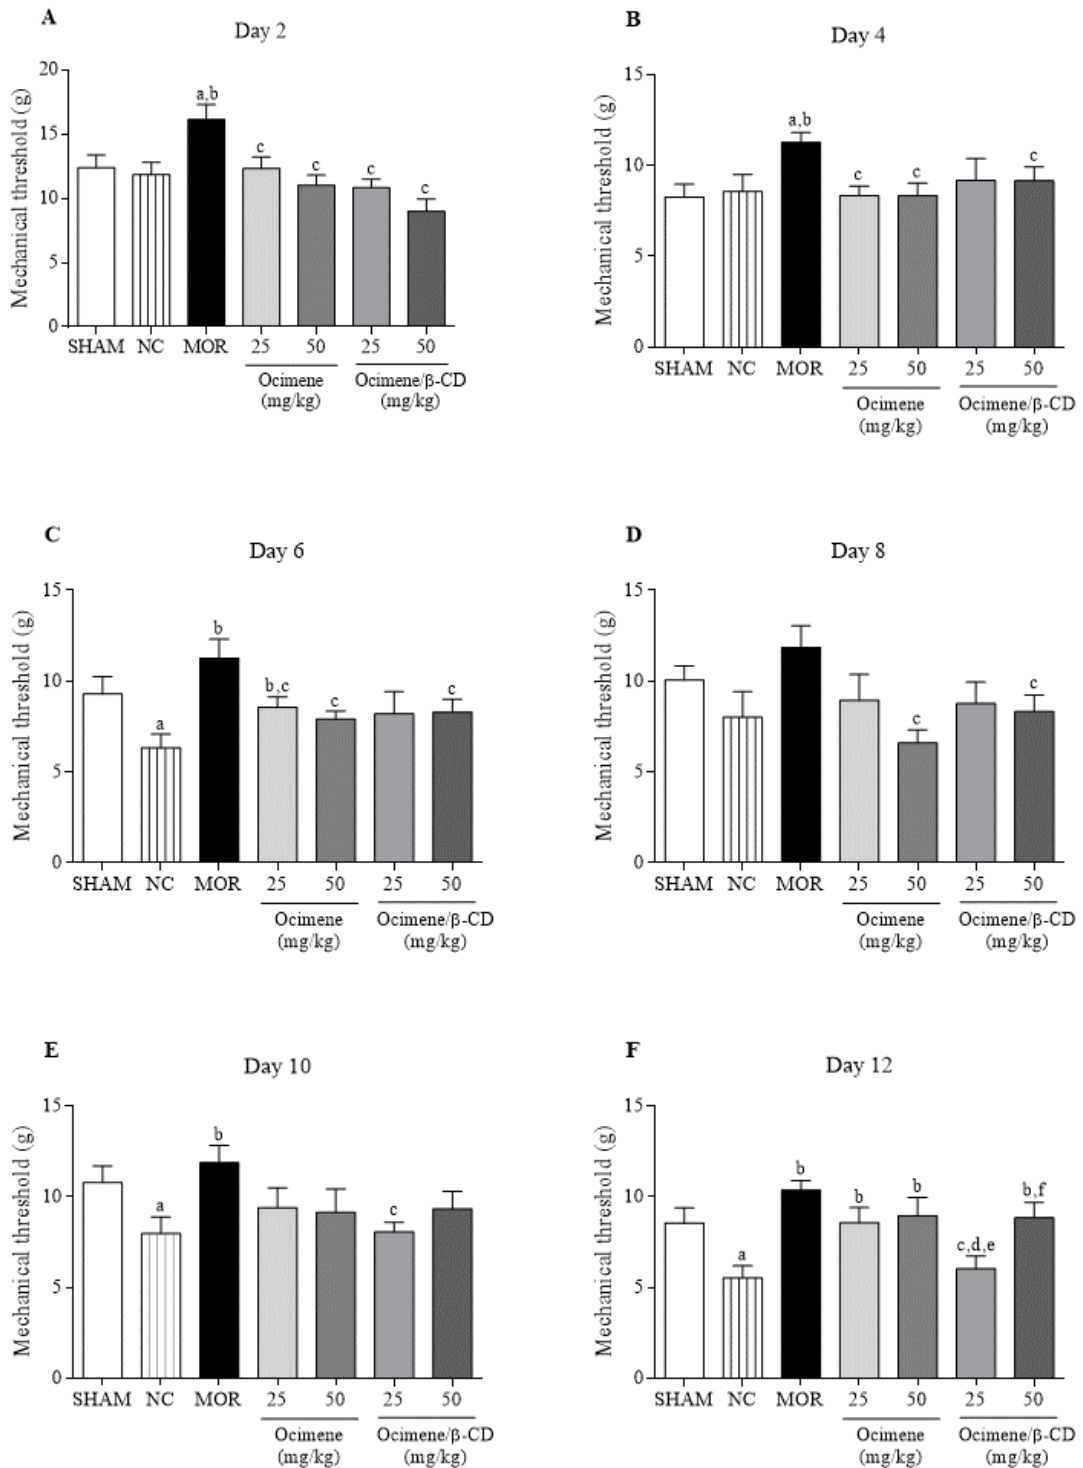 A
Day 2
Mechanical threshold (g)
20
15
10
5
0
a,b
c
c
c
c
SHAM NC MOR 25 50 25 50
Ocimene Ocimene/β-CD
(mg/kg) (mg/kg)
B
Day 4
Mechanical threshold (g)
15
10
5
0
a,b
c
c
c
SHAM NC MOR 25 50 25 50
Ocimene Ocimene/β-CD
(mg/kg) (mg/kg)
C
Day 6
Mechanical threshold (g)
15
10
5
0
a
b
b,c
c
c
SHAM NC MOR 25 50 25 50
Ocimene Ocimene/β-CD
(mg/kg) (mg/kg)
D
Day 8
Mechanical threshold (g)
15
10
5
0
c
c
SHAM NC MOR 25 50 25 50
Ocimene Ocimene/β-CD
(mg/kg) (mg/kg)
E
Day 10
Mechanical threshold (g)
15
10
5
0
a
b
c
SHAM NC MOR 25 50 25 50
Ocimene Ocimene/β-CD
(mg/kg) (mg/kg)
F
Day 12
Mechanical threshold (g)
15
10
5
0
a
b
b
b
c,d,e
b,f
SHAM NC MOR 25 50 25 50
Ocimene Ocimene/β-CD
(mg/kg) (mg/kg)